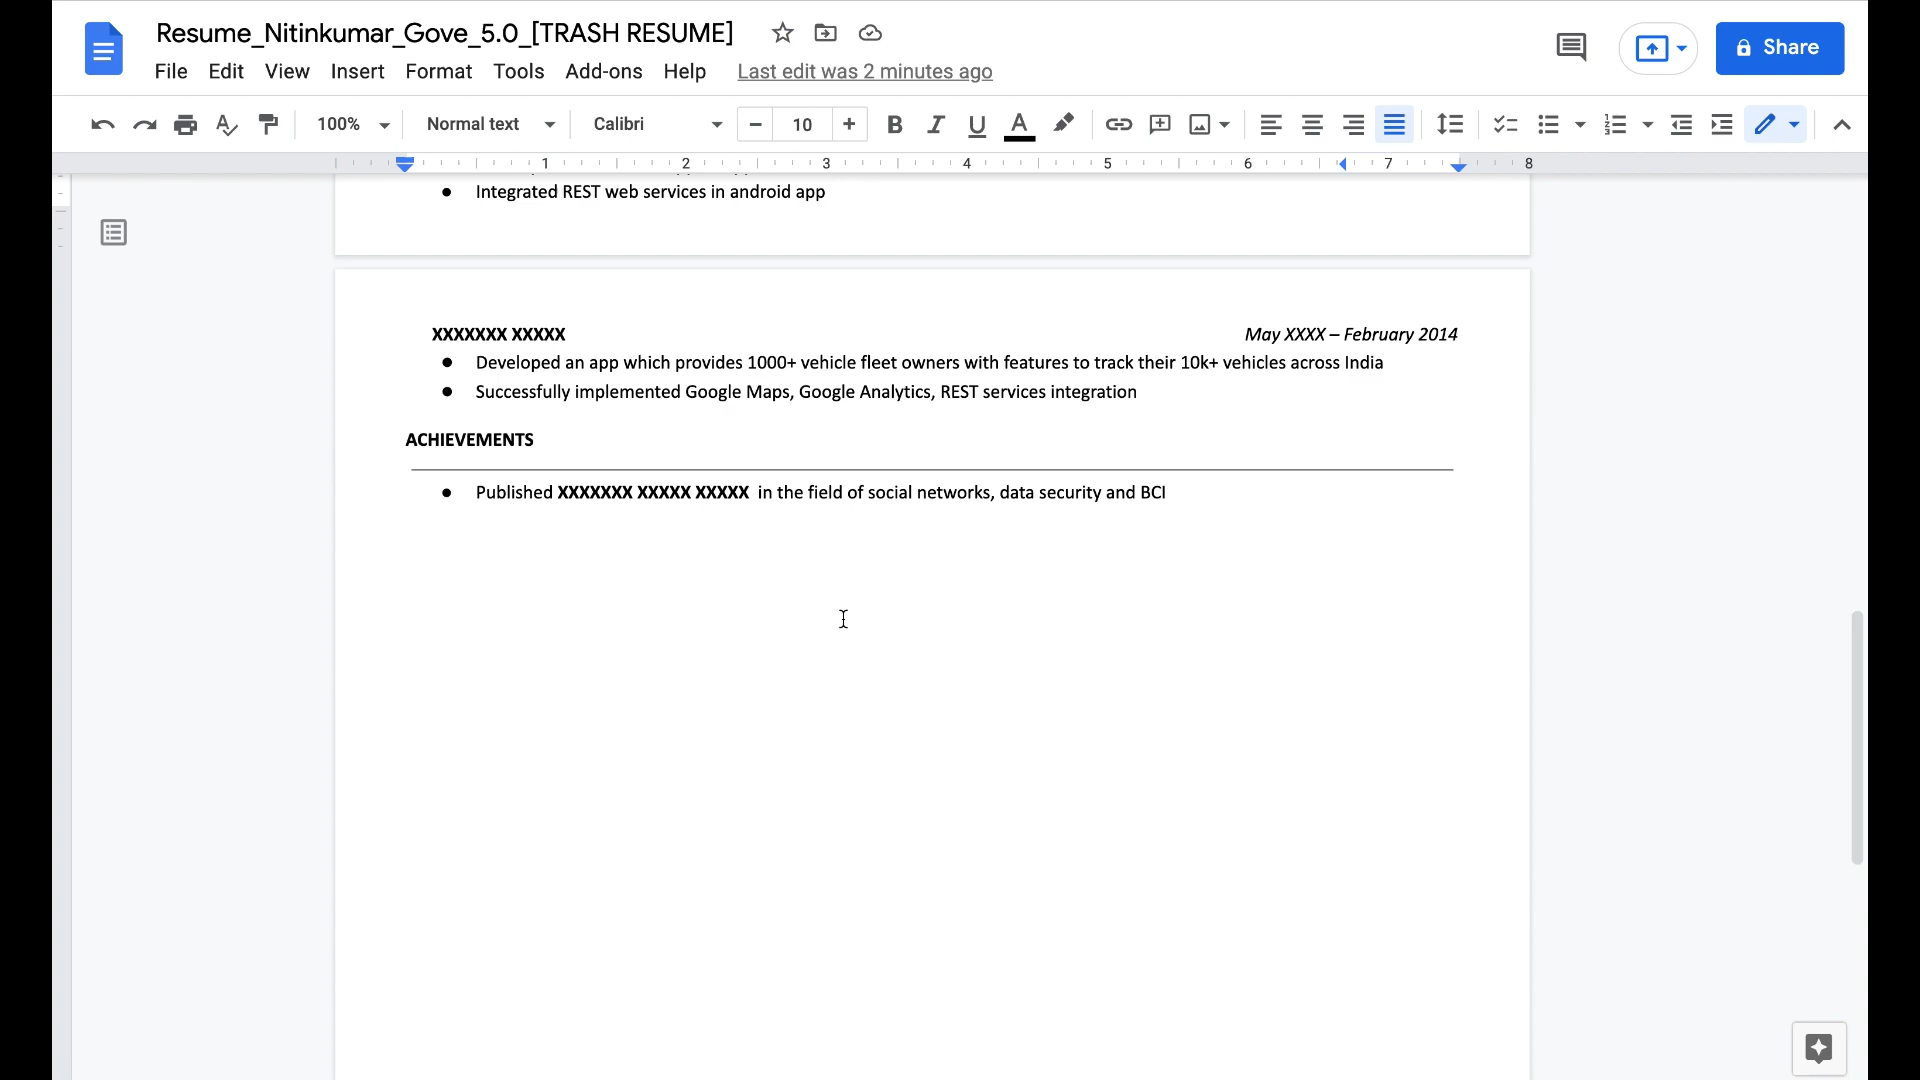 Resume_Nitinkumar_Gove_5.0_[TRASH RESUME]
File Edit View Insert Format Tools Add-ons Help Last edit was 2 minutes ago
Share
100% Normal text Calibri 10
1 2 3 4 5 6 7 8
● Integrated REST web services in android app
XXXXXXX XXXXX May XXXX – February 2014
● Developed an app which provides 1000+ vehicle fleet owners with features to track their 10k+ vehicles across India
● Successfully implemented Google Maps, Google Analytics, REST services integration
ACHIEVEMENTS
● Published XXXXXXX XXXXX XXXXX in the field of social networks, data security and BCI